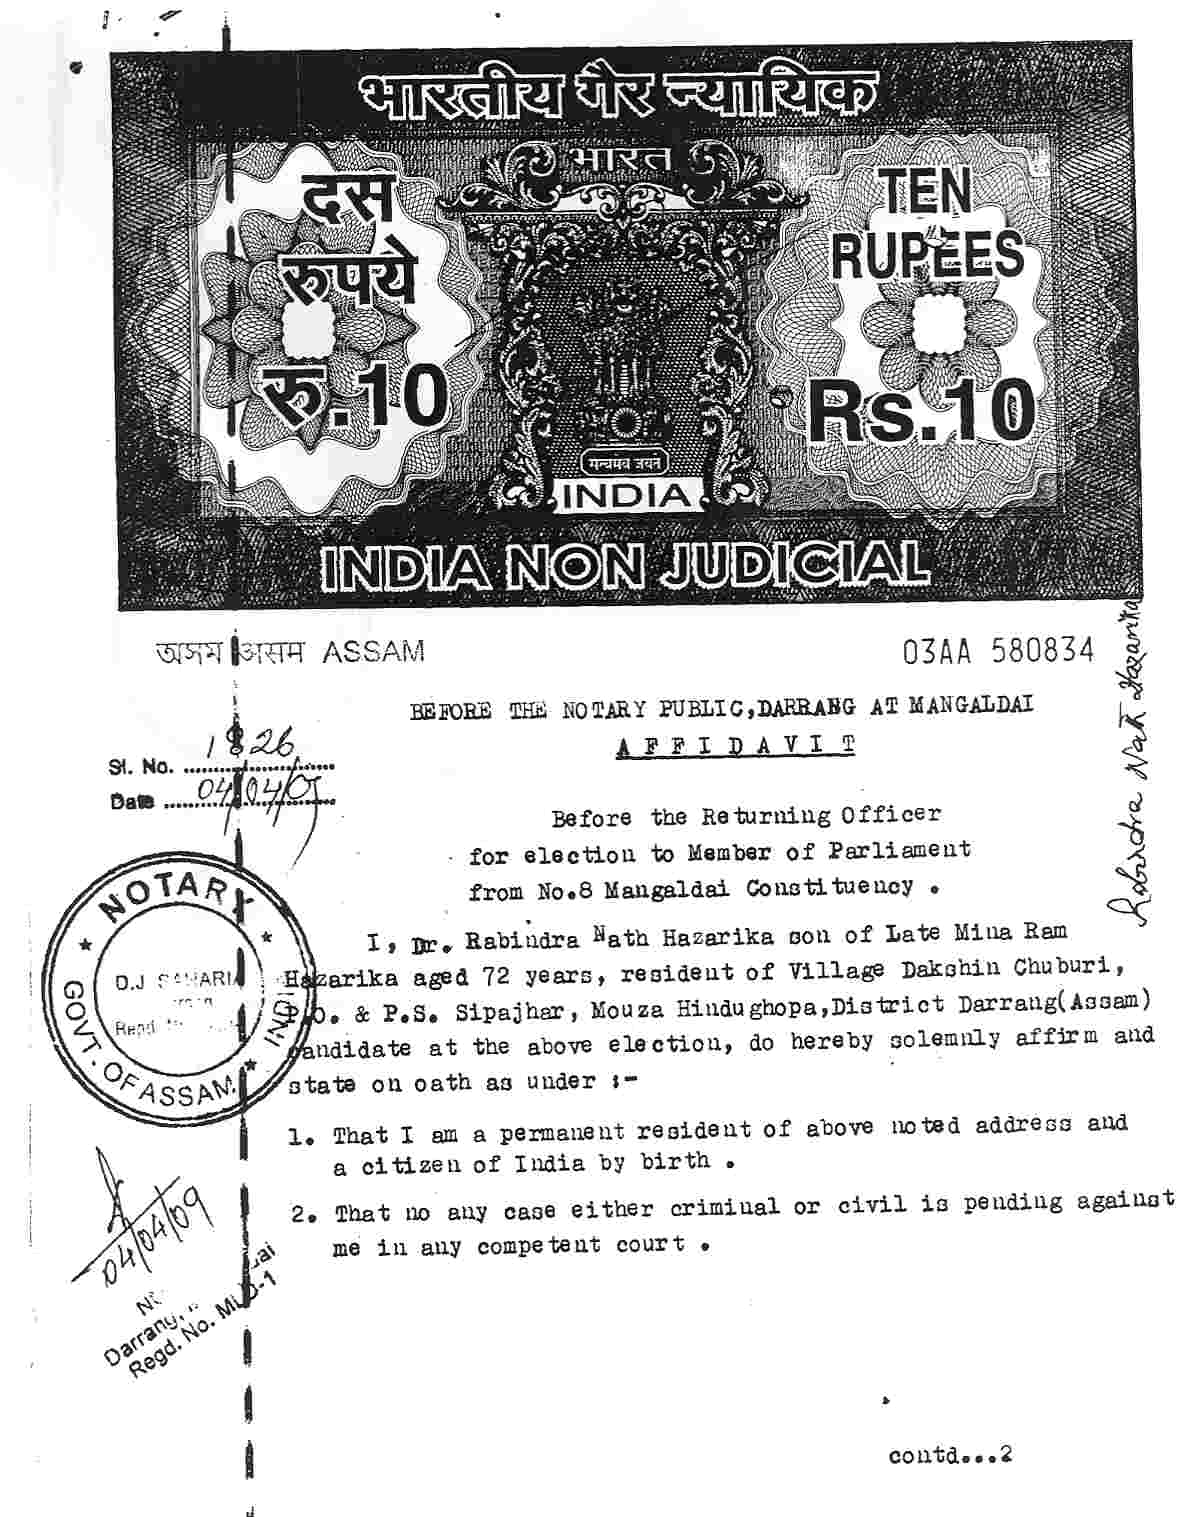 भारतीय गैर न्यायिक
भारत
दस
रुपये
रु.10
TEN
RUPEES
Rs.10
सत्यमेव जयते
INDIA
INDIA NON JUDICIAL
অসম असम ASSAM
03AA 580834
Rabindra Nath Hazarika
BEFORE THE NOTARY PUBLIC,DARRANG AT MANGALDAI
AFFIDAVIT
Sl. No. 1826
Date 04/04/09
Before the Returning Officer
for election to Member of Parliament
from No.8 Mangaldai Constituency .
I, Dr. Rabindra Nath Hazarika son of Late Mina Ram
Hazarika aged 72 years, resident of Village Dakshin Chuburi,
P.O. & P.S. Sipajhar, Mouza Hindughopa,District Darrang(Assam)
candidate at the above election, do hereby solemnly affirm and
state on oath as under :-
NOTARY
D.J SAHARIA
Regd.
GOVT. OF ASSAM
INDIA
1. That I am a permanent resident of above noted address and
a citizen of India by birth .
2. That no any case either criminal or civil is pending against
me in any competent court .
04/04/09
Darrang,
Regd. No. MLD-1
contd...2